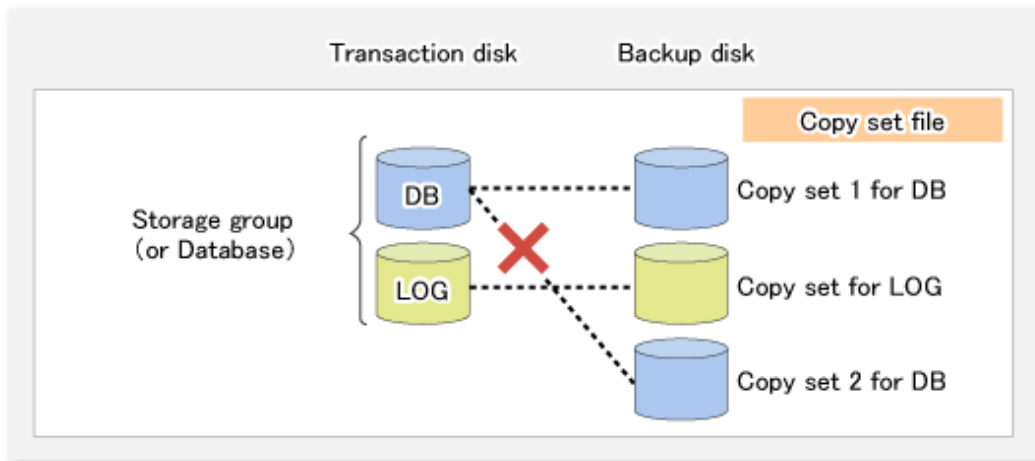 Transaction disk
Backup disk
Copy set file
Storage group
(or Database)
DB
LOG
Copy set 1 for DB
Copy set for LOG
Copy set 2 for DB